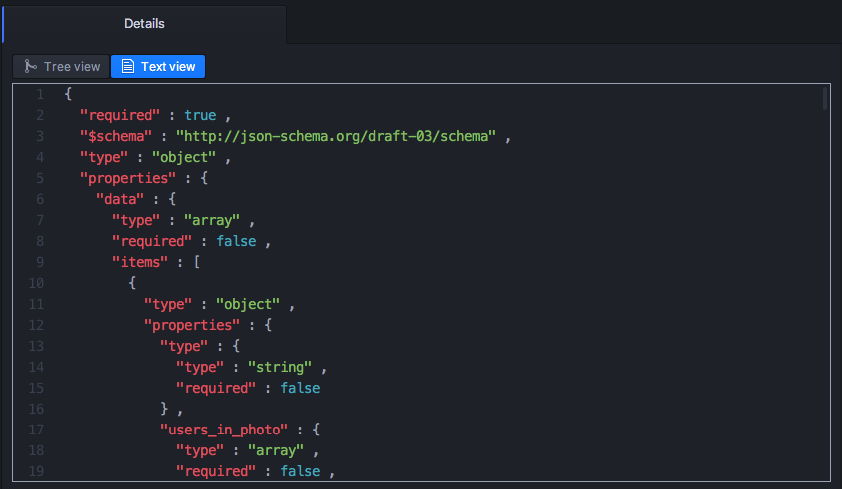 Details
Tree view Text view
1 {
2 "required" : true ,
3 "$schema" : "http://json-schema.org/draft-03/schema" ,
4 "type" : "object" ,
5 "properties" : {
6 "data" : {
7 "type" : "array" ,
8 "required" : false ,
9 "items" : [
10 {
11 "type" : "object" ,
12 "properties" : {
13 "type" : {
14 "type" : "string" ,
15 "required" : false
16 } ,
17 "users_in_photo" : {
18 "type" : "array" ,
19 "required" : false ,